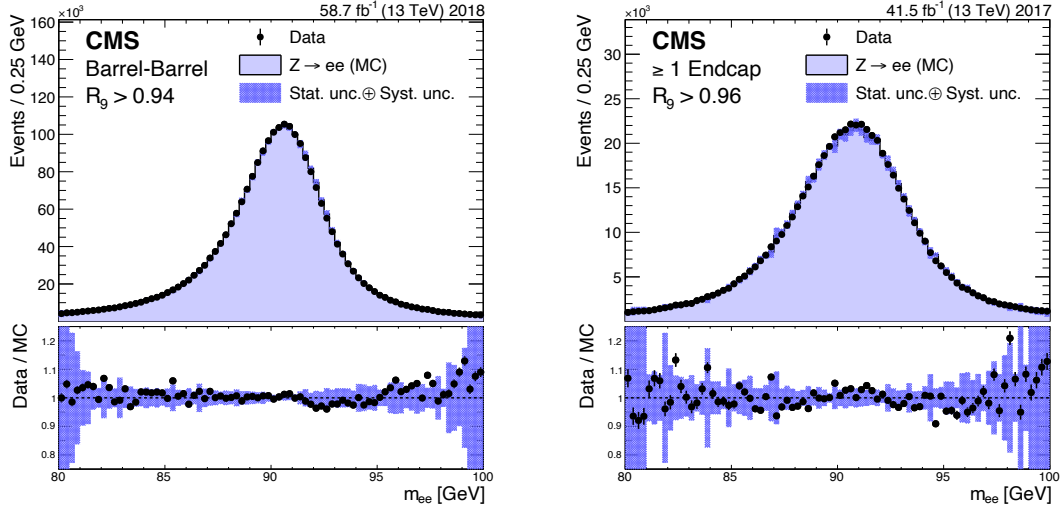 58.7 fb⁻¹ (13 TeV) 2018
×10³
160
140
120
100
80
60
40
20
Events / 0.25 GeV
CMS
Barrel-Barrel
R₉ > 0.94
Data
Z → ee (MC)
Stat. unc.⊕ Syst. unc.
1.2
1.1
1.0
0.9
0.8
Data / MC
80 85 90 95 100
m_ee [GeV]
41.5 fb⁻¹ (13 TeV) 2017
×10³
30
25
20
15
10
5
Events / 0.25 GeV
CMS
≥ 1 Endcap
R₉ > 0.96
Data
Z → ee (MC)
Stat. unc.⊕ Syst. unc.
1.2
1.1
1.0
0.9
0.8
Data / MC
80 85 90 95 100
m_ee [GeV]